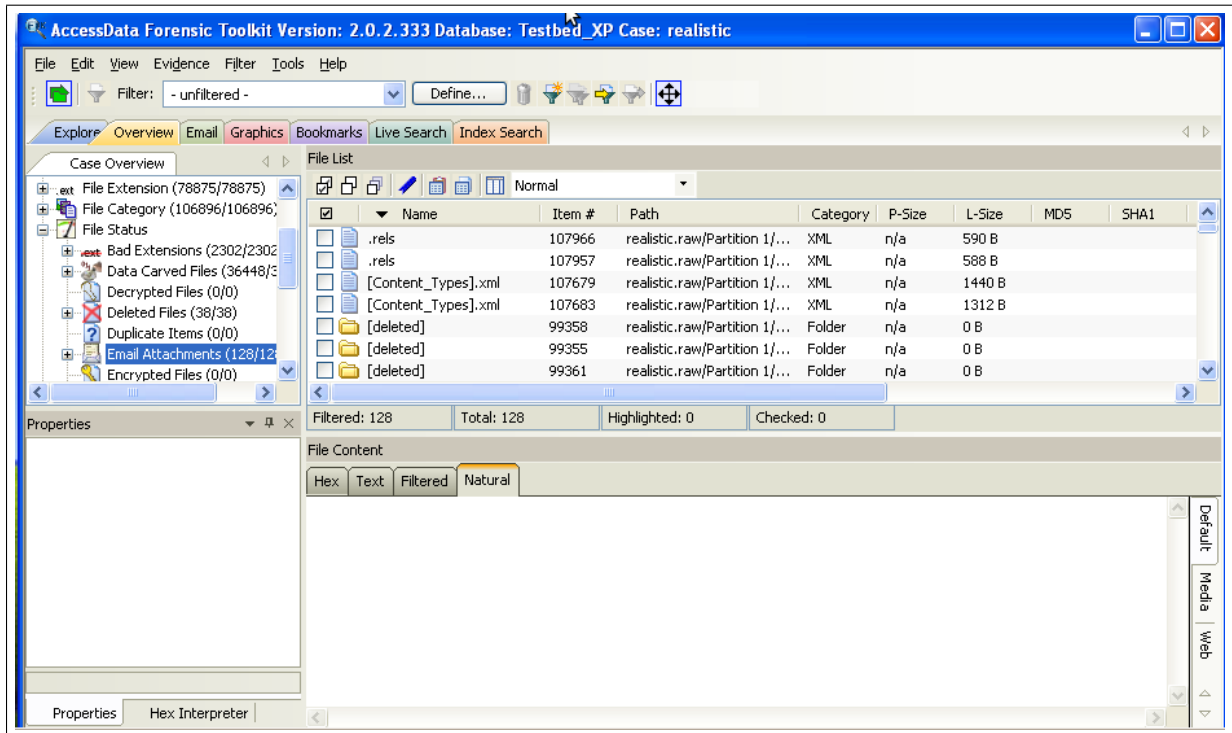 AccessData Forensic Toolkit Version: 2.0.2.333 Database: Testbed_XP Case: realistic
File Edit View Evidence Filter Tools Help
Filter: - unfiltered - Define...
Explore Overview Email Graphics Bookmarks Live Search Index Search
Case Overview
.ext File Extension (78875/78875)
File Category (106896/106896)
File Status
.ext Bad Extensions (2302/2302
Data Carved Files (36448/3
Decrypted Files (0/0)
Deleted Files (38/38)
? Duplicate Items (0/0)
Email Attachments (128/12
Encrypted Files (0/0)
File List
Normal
Name Item # Path Category P-Size L-Size MD5 SHA1
.rels 107966 realistic.raw/Partition 1/... XML n/a 590 B
.rels 107957 realistic.raw/Partition 1/... XML n/a 588 B
[Content_Types].xml 107679 realistic.raw/Partition 1/... XML n/a 1440 B
[Content_Types].xml 107683 realistic.raw/Partition 1/... XML n/a 1312 B
[deleted] 99358 realistic.raw/Partition 1/... Folder n/a 0 B
[deleted] 99355 realistic.raw/Partition 1/... Folder n/a 0 B
[deleted] 99361 realistic.raw/Partition 1/... Folder n/a 0 B
Filtered: 128 Total: 128 Highlighted: 0 Checked: 0
Properties
File Content
Hex Text Filtered Natural
Default
Media
Web
Properties Hex Interpreter